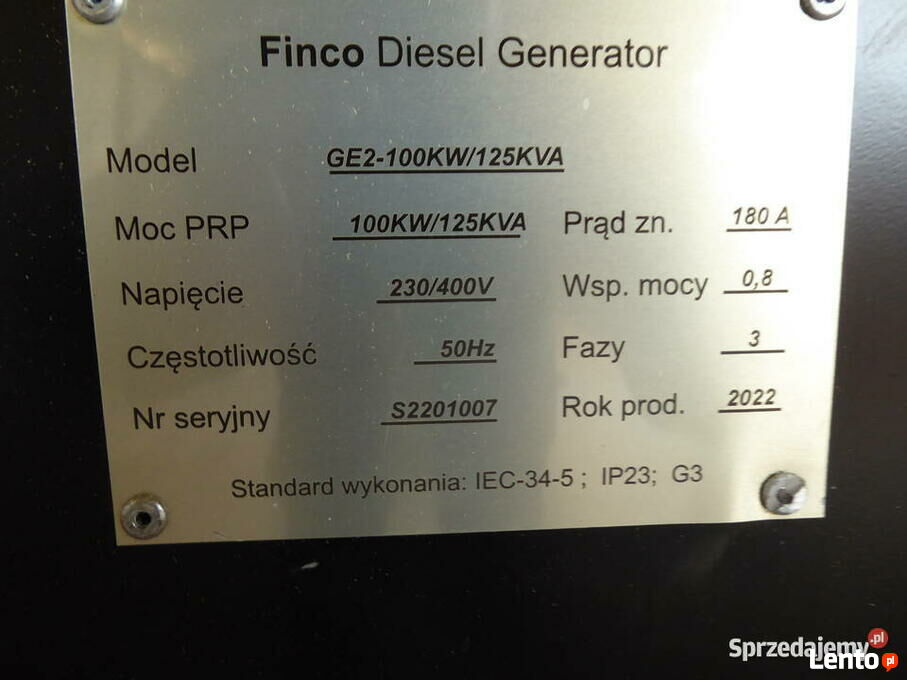 Finco Diesel Generator
Model GE2-100KW/125KVA
Moc PRP 100KW/125KVA Prąd zn. 180 A
Napięcie 230/400V Wsp. mocy 0,8
Częstotliwość 50Hz Fazy 3
Nr seryjny S2201007 Rok prod. 2022
Standard wykonania: IEC-34-5 ; IP23; G3
Sprzedajemy.pl
Lento.pl